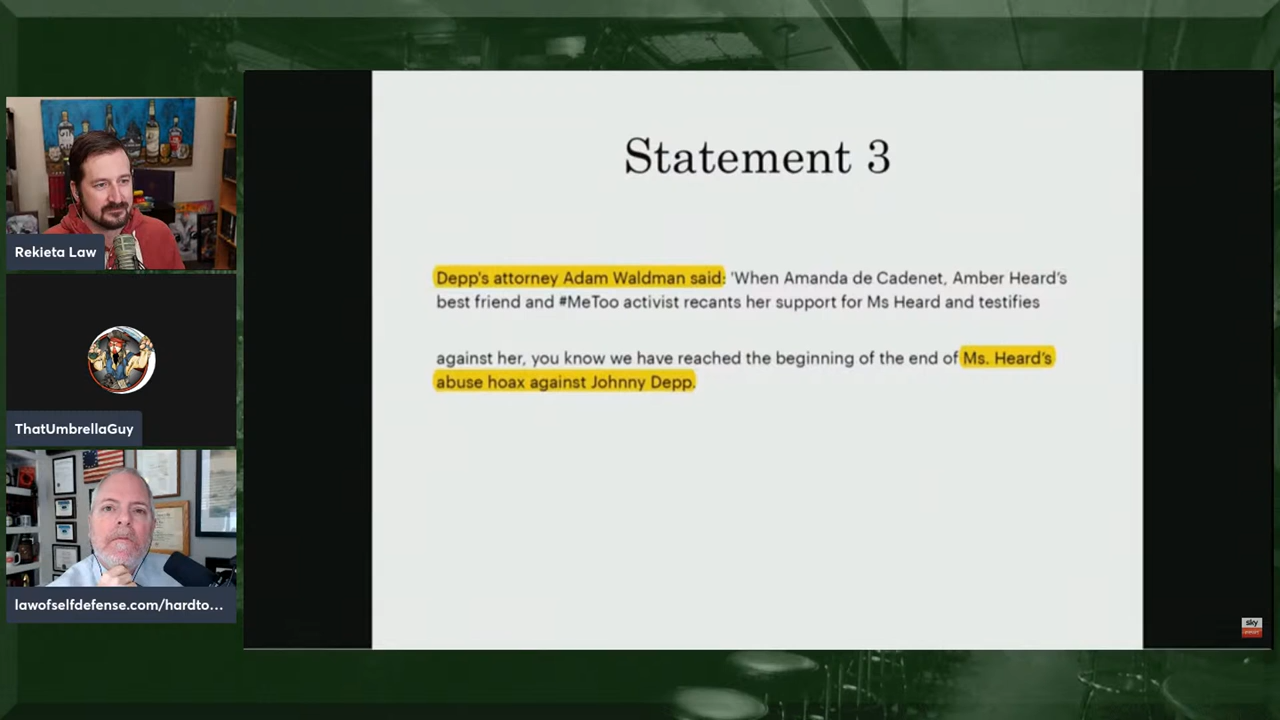 Statement 3
Depp's attorney Adam Waldman said: 'When Amanda de Cadenet, Amber Heard's
best friend and #MeToo activist recants her support for Ms Heard and testifies
against her, you know we have reached the beginning of the end of Ms. Heard's
abuse hoax against Johnny Depp.
Rekieta Law
ThatUmbrellaGuy
lawofselfdefense.com/hardto...
sky